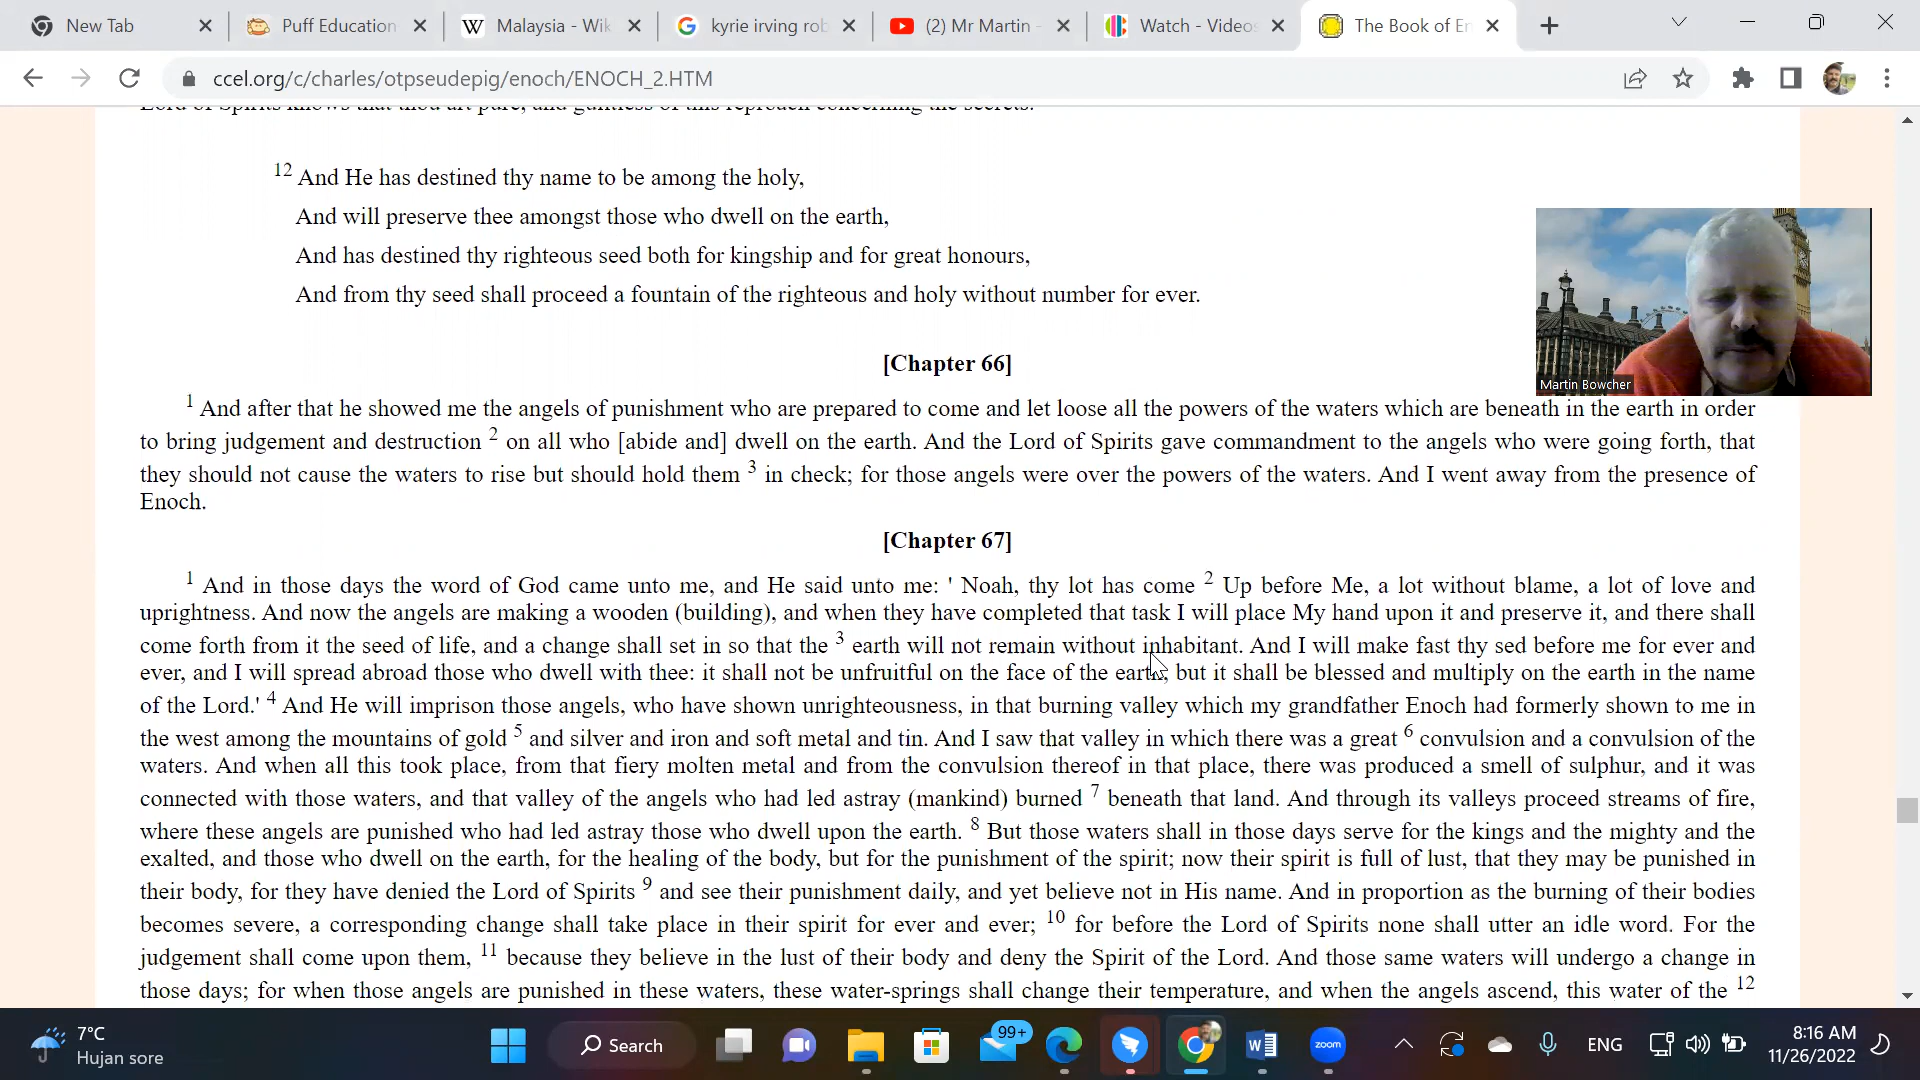 New Tab
Puff Education
Malaysia - Wik
kyrie irving rob
(2) Mr Martin -
Watch - Videos
The Book of En
ccel.org/c/charles/otpseudepig/enoch/ENOCH_2.HTM
Lord of Spirits knows that thou art pure, and guiltless of this reproach concerning the secrets.
12 And He has destined thy name to be among the holy,
And will preserve thee amongst those who dwell on the earth,
And has destined thy righteous seed both for kingship and for great honours,
And from thy seed shall proceed a fountain of the righteous and holy without number for ever.
Martin Bowcher
[Chapter 66]
1 And after that he showed me the angels of punishment who are prepared to come and let loose all the powers of the waters which are beneath in the earth in order
to bring judgement and destruction 2 on all who [abide and] dwell on the earth. And the Lord of Spirits gave commandment to the angels who were going forth, that
they should not cause the waters to rise but should hold them 3 in check; for those angels were over the powers of the waters. And I went away from the presence of
Enoch.
[Chapter 67]
1 And in those days the word of God came unto me, and He said unto me: ' Noah, thy lot has come 2 Up before Me, a lot without blame, a lot of love and
uprightness. And now the angels are making a wooden (building), and when they have completed that task I will place My hand upon it and preserve it, and there shall
come forth from it the seed of life, and a change shall set in so that the 3 earth will not remain without inhabitant. And I will make fast thy sed before me for ever and
ever, and I will spread abroad those who dwell with thee: it shall not be unfruitful on the face of the earth, but it shall be blessed and multiply on the earth in the name
of the Lord.' 4 And He will imprison those angels, who have shown unrighteousness, in that burning valley which my grandfather Enoch had formerly shown to me in
the west among the mountains of gold 5 and silver and iron and soft metal and tin. And I saw that valley in which there was a great 6 convulsion and a convulsion of the
waters. And when all this took place, from that fiery molten metal and from the convulsion thereof in that place, there was produced a smell of sulphur, and it was
connected with those waters, and that valley of the angels who had led astray (mankind) burned 7 beneath that land. And through its valleys proceed streams of fire,
where these angels are punished who had led astray those who dwell upon the earth. 8 But those waters shall in those days serve for the kings and the mighty and the
exalted, and those who dwell on the earth, for the healing of the body, but for the punishment of the spirit; now their spirit is full of lust, that they may be punished in
their body, for they have denied the Lord of Spirits 9 and see their punishment daily, and yet believe not in His name. And in proportion as the burning of their bodies
becomes severe, a corresponding change shall take place in their spirit for ever and ever; 10 for before the Lord of Spirits none shall utter an idle word. For the
judgement shall come upon them, 11 because they believe in the lust of their body and deny the Spirit of the Lord. And those same waters will undergo a change in
those days; for when those angels are punished in these waters, these water-springs shall change their temperature, and when the angels ascend, this water of the 12
7°C
Hujan sore
Search
99+
zoom
ENG
8:16 AM
11/26/2022